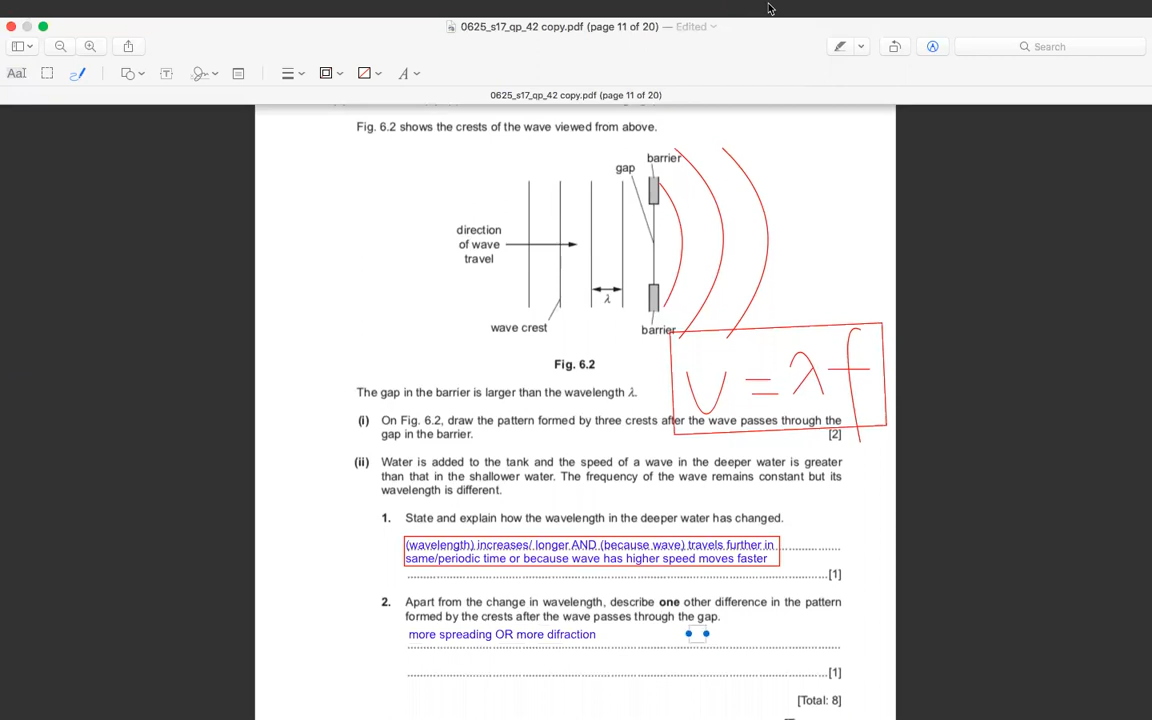 0625_s17_qp_42 copy.pdf (page 11 of 20) — Edited
Search
AaI
A
0625_s17_qp_42 copy.pdf (page 11 of 20)
Fig. 6.2 shows the crests of the wave viewed from above.
barrier
gap
direction
of wave
travel
λ
wave crest
barrier
Fig. 6.2
v = λf
The gap in the barrier is larger than the wavelength λ.
(i) On Fig. 6.2, draw the pattern formed by three crests after the wave passes through the
gap in the barrier. [2]
(ii) Water is added to the tank and the speed of a wave in the deeper water is greater
than that in the shallower water. The frequency of the wave remains constant but its
wavelength is different.
1. State and explain how the wavelength in the deeper water has changed.
(wavelength) increases/ longer AND (because wave) travels further in
same/periodic time or because wave has higher speed moves faster
[1]
2. Apart from the change in wavelength, describe one other difference in the pattern
formed by the crests after the wave passes through the gap.
more spreading OR more difraction
[1]
[Total: 8]